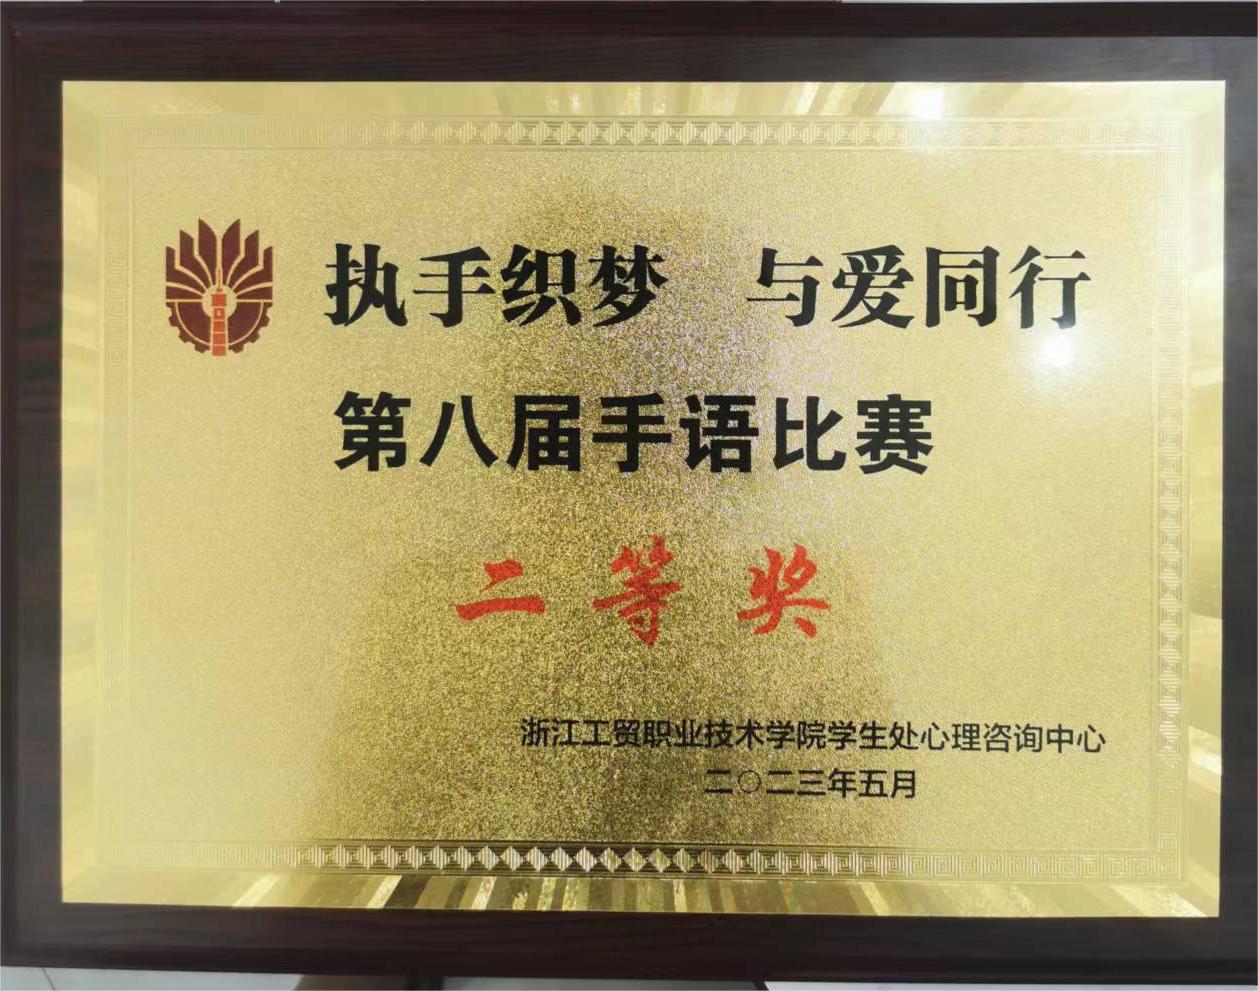 执手织梦 与爱同行
第八届手语比赛
二等奖
浙江工贸职业技术学院学生处心理咨询中心
二〇二三年五月